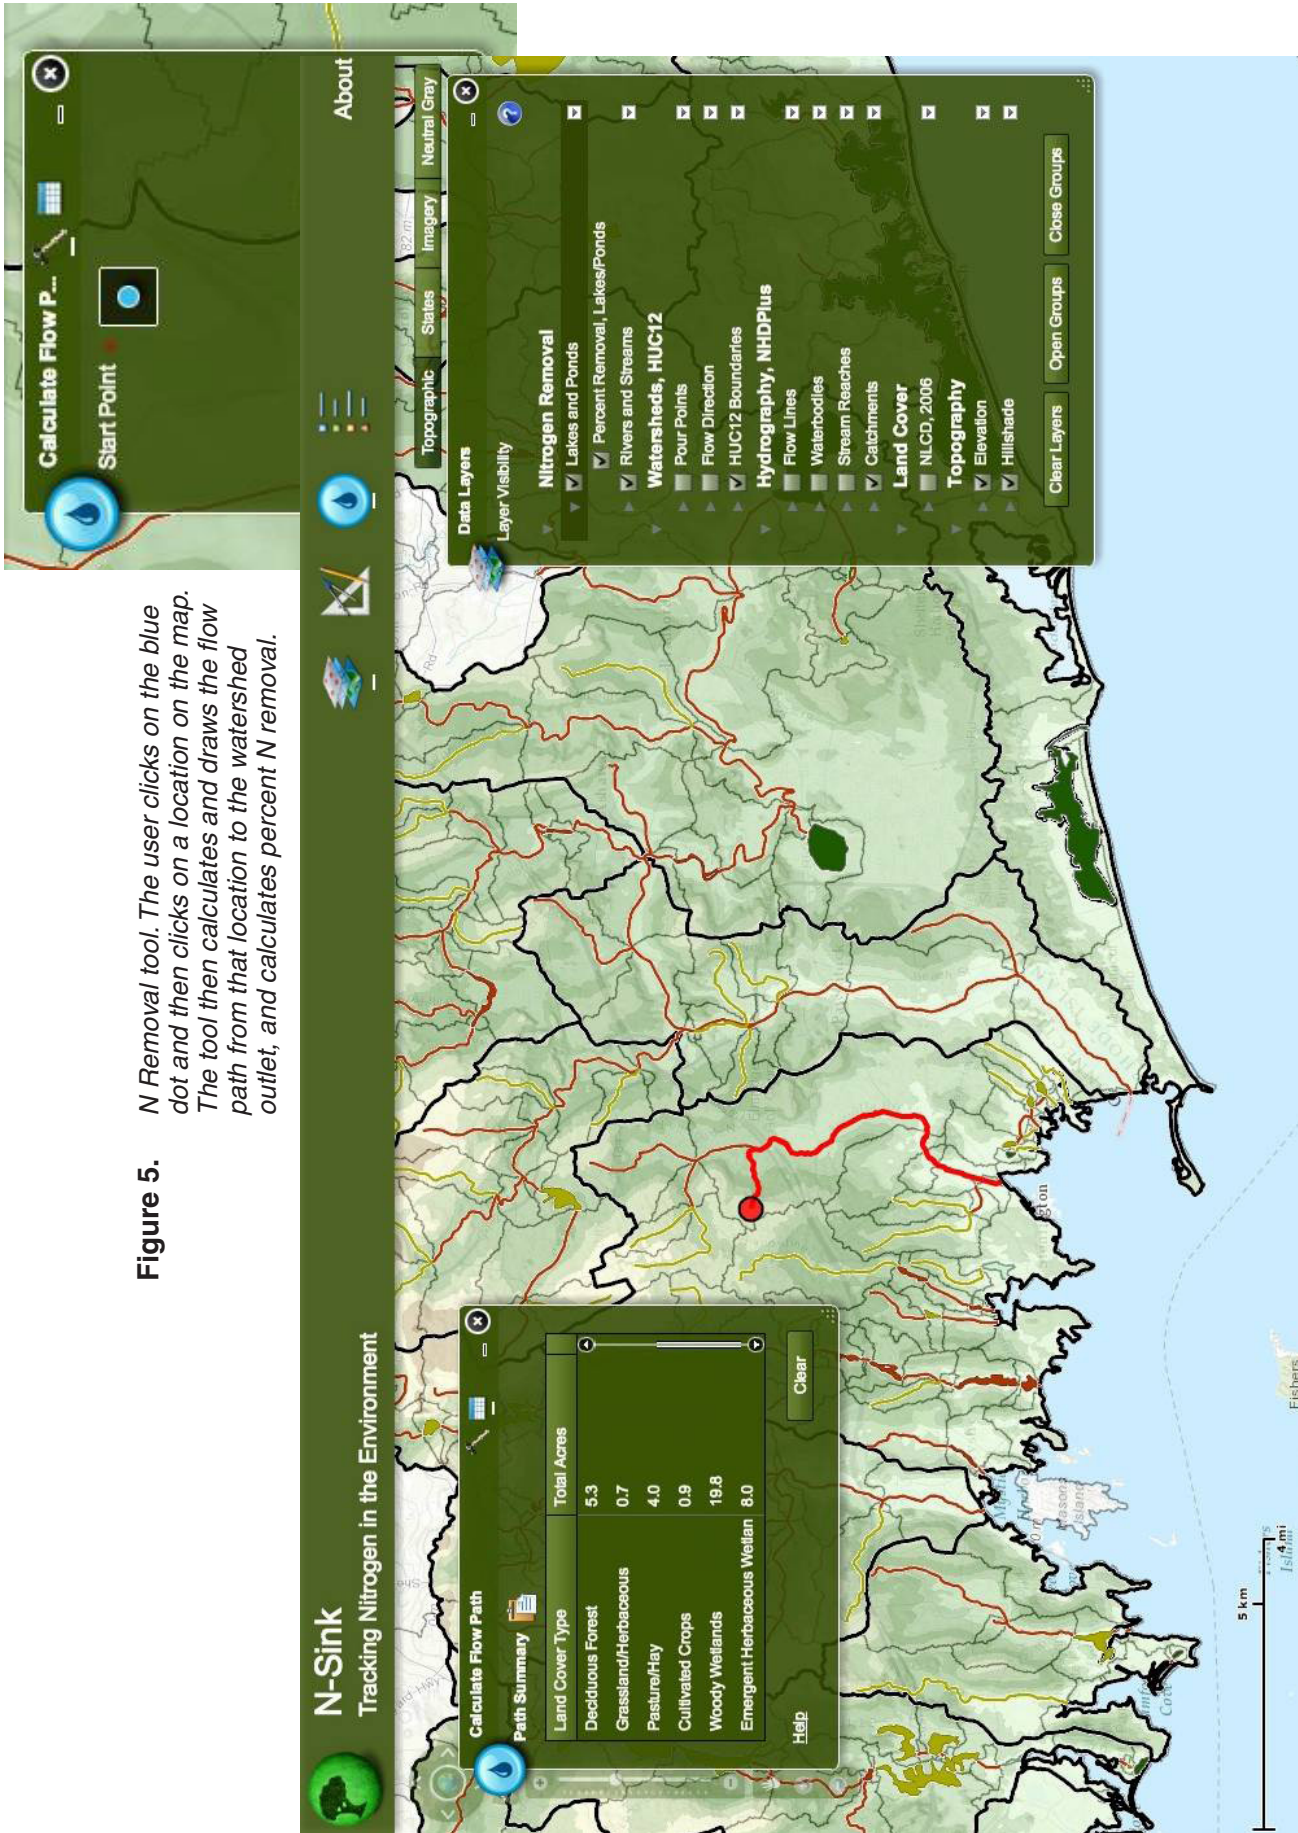 Figure 5. N Removal tool. The user clicks on the blue
dot and then clicks on a location on the map.
The tool then calculates and draws the flow
path from that location to the watershed
outlet, and calculates percent N removal.
Calculate Flow P...
Start Point *
N-Sink
Tracking Nitrogen in the Environment
About
Topographic States Imagery Neutral Gray
Calculate Flow Path
Path Summary
Land Cover Type Total Acres
Deciduous Forest 5.3
Grassland/Herbaceous 0.7
Pasture/Hay 4.0
Cultivated Crops 0.9
Woody Wetlands 19.8
Emergent Herbaceous Wetlan 8.0
Help Clear
Data Layers
Layer Visibility
?
Nitrogen Removal
Lakes and Ponds
Percent Removal, Lakes/Ponds
Rivers and Streams
Watersheds, HUC12
Pour Points
Flow Direction
HUC12 Boundaries
Hydrography, NHDPlus
Flow Lines
Waterbodies
Stream Reaches
Catchments
Land Cover
NLCD, 2006
Topography
Elevation
Hillshade
Clear Layers Open Groups Close Groups
82 m
Rd
gton
Island
Fishers
Island
Fishers
5 km
4 mi